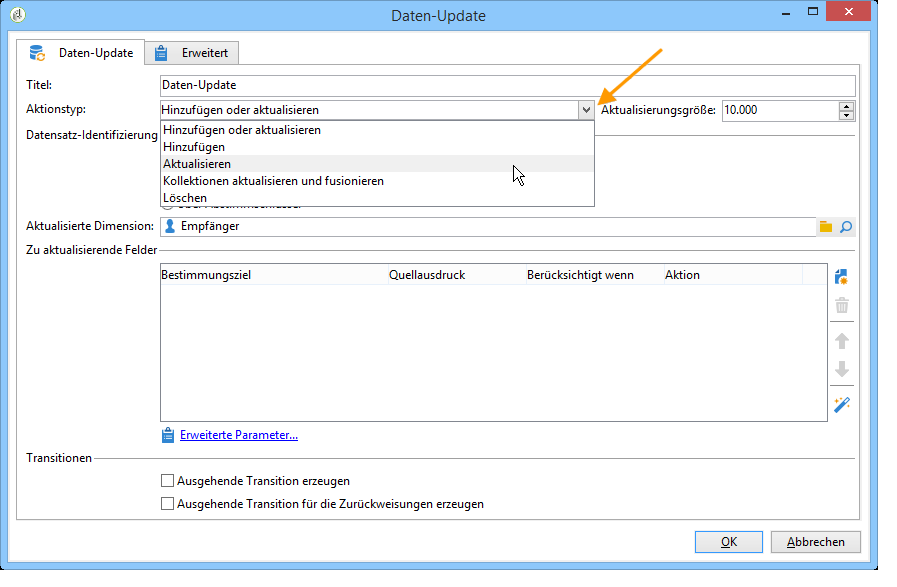 Daten-Update
Daten-Update Erweitert
Titel: Daten-Update
Aktionstyp: Hinzufügen oder aktualisieren Aktualisierungsgröße: 10.000
Hinzufügen oder aktualisieren
Datensatz-Identifizierung
Hinzufügen
Aktualisieren
Kollektionen aktualisieren und fusionieren
Löschen
Aktualisierte Dimension: Empfänger
Zu aktualisierende Felder
Bestimmungsziel Quellausdruck Berücksichtigt wenn Aktion
Erweiterte Parameter...
Transitionen
Ausgehende Transition erzeugen
Ausgehende Transition für die Zurückweisungen erzeugen
OK Abbrechen